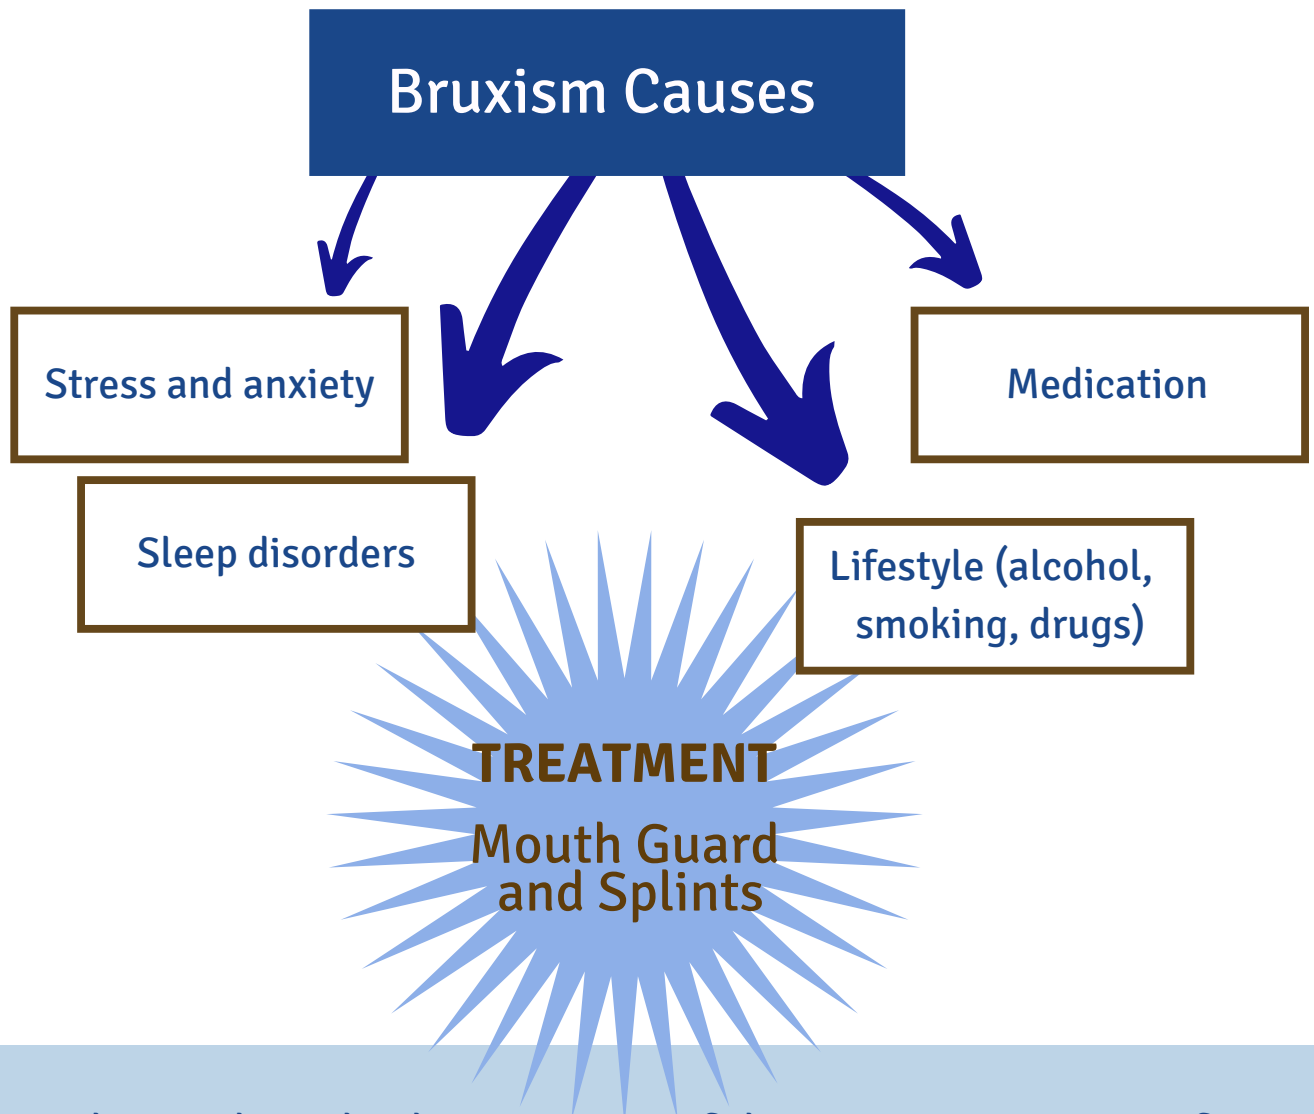 Bruxism Causes
Stress and anxiety
Medication
Sleep disorders
Lifestyle (alcohol,
smoking, drugs)
TREATMENT
Mouth Guard
and Splints